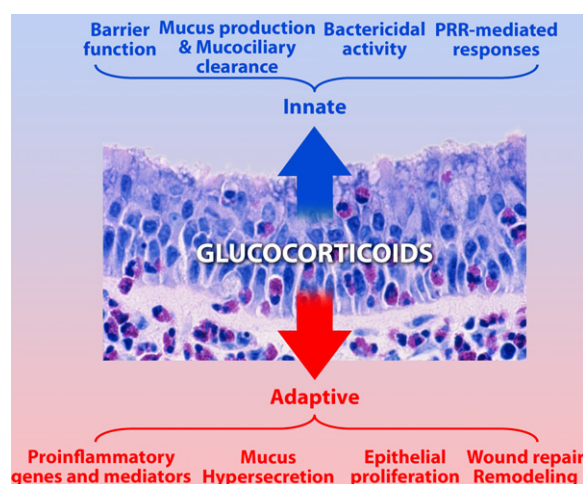 Barrier
function
Mucus production
& Mucociliary
clearance
Bactericidal
activity
PRR-mediated
responses
Innate
GLUCOCORTICOIDS
Adaptive
Proinflammatory
genes and mediators
Mucus
Hypersecretion
Epithelial
proliferation
Wound repair
Remodeling